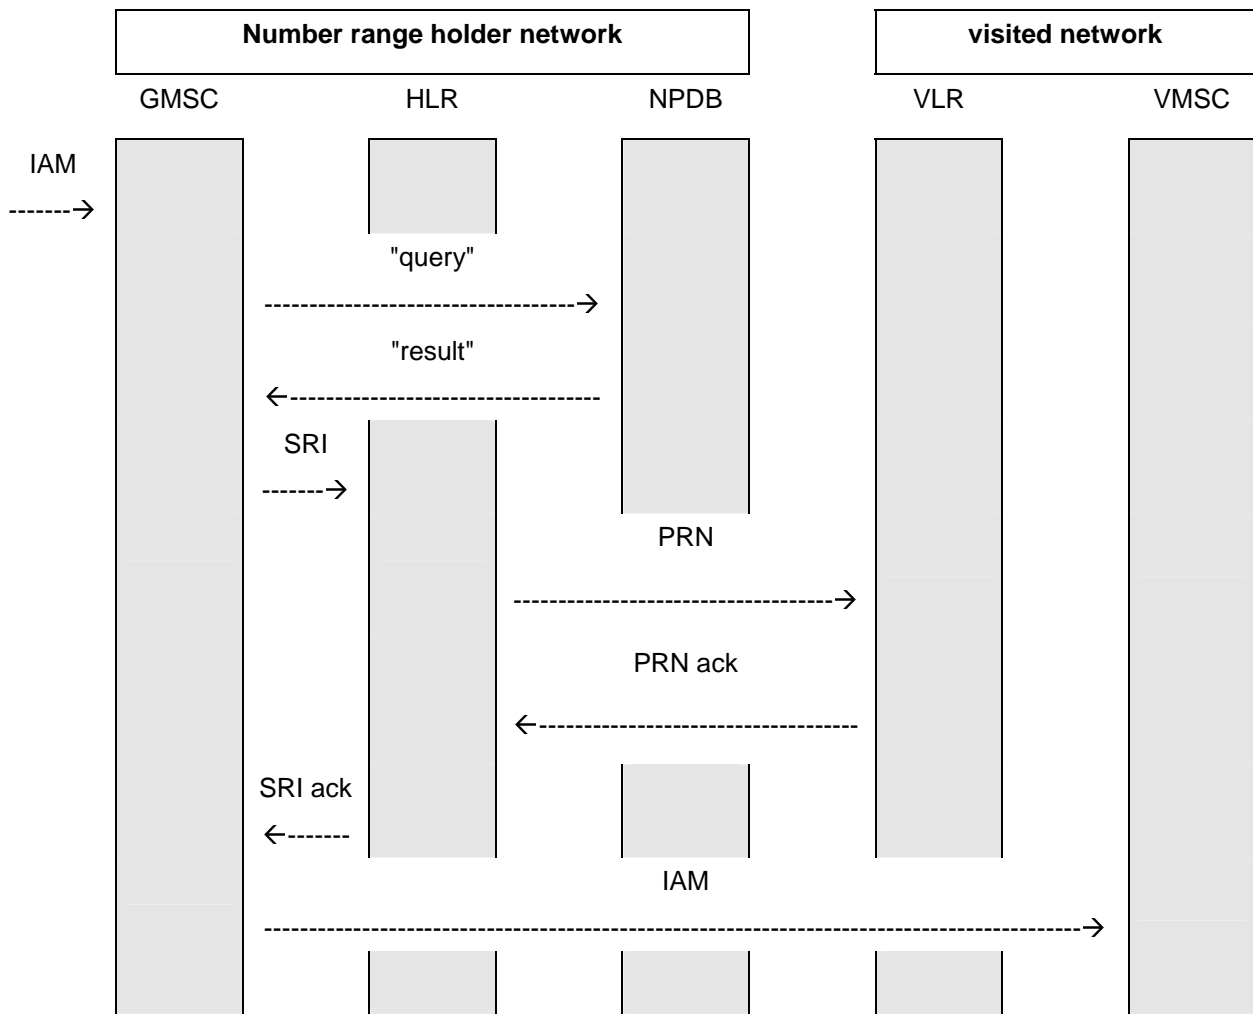 Number range holder network visited network
GMSC HLR NPDB VLR VMSC
IAM
"query"
"result"
SRI
PRN
PRN ack
SRI ack
IAM